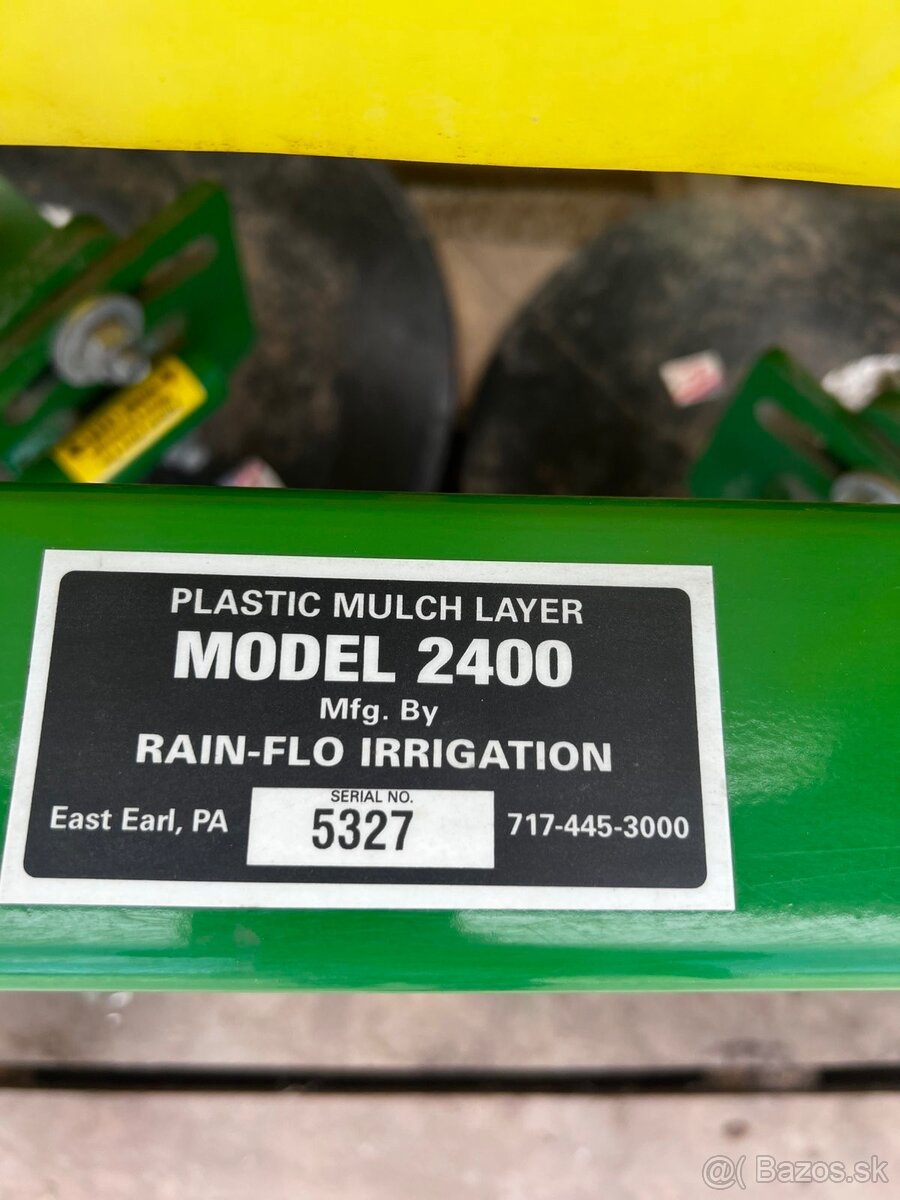 PLASTIC MULCH LAYER
MODEL 2400
Mfg. By
RAIN-FLO IRRIGATION
East Earl, PA
SERIAL NO.
5327
717-445-3000
@( Bazos.sk